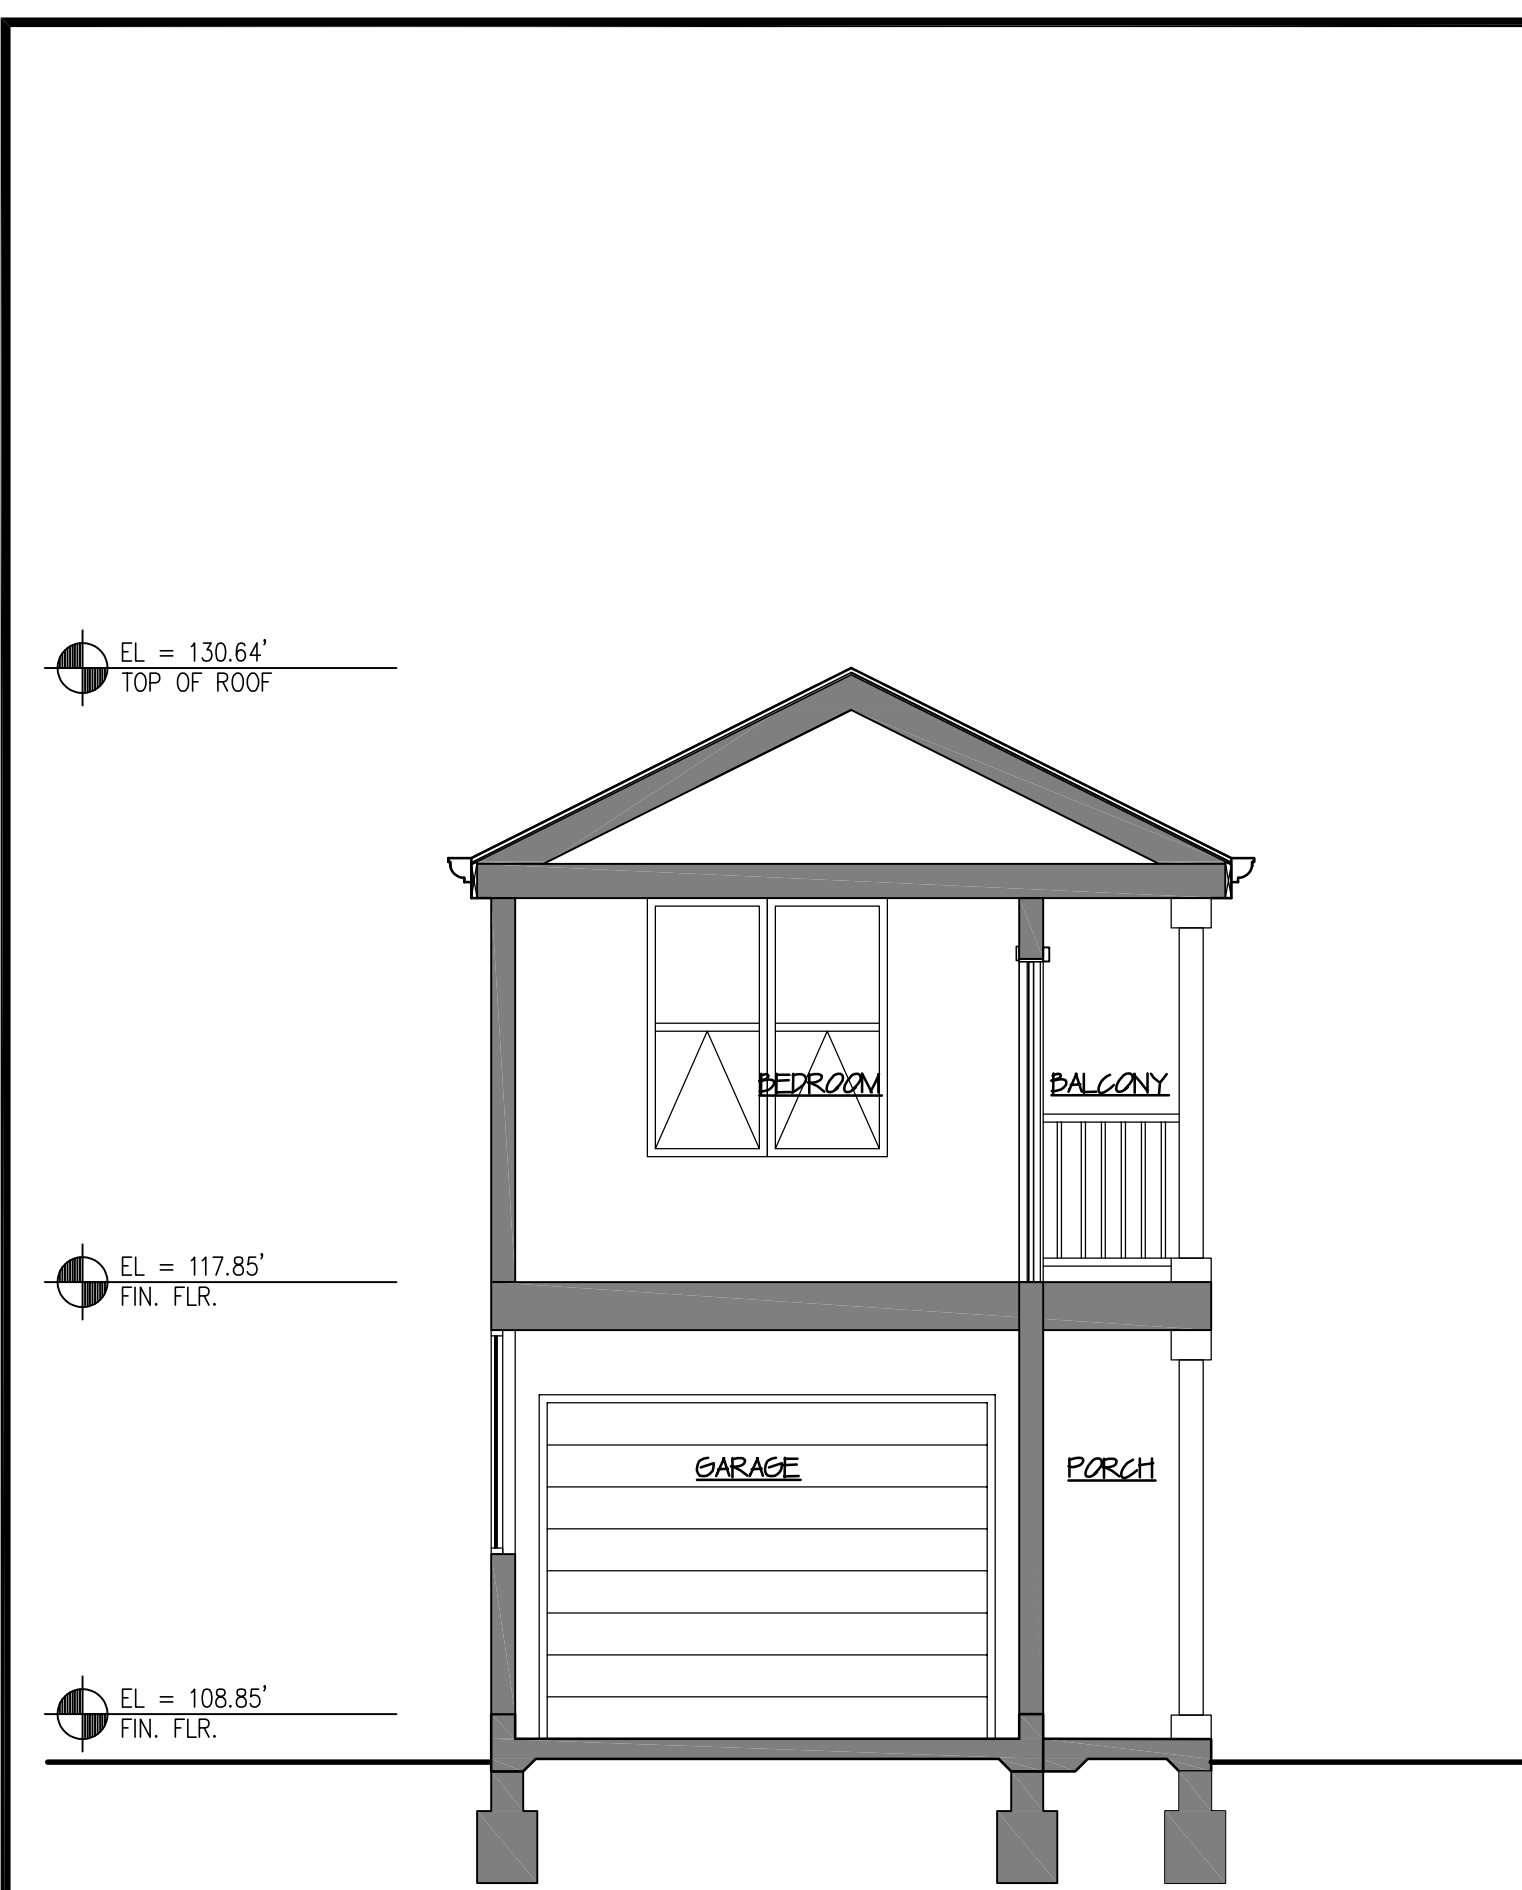 EL = 130.64'
TOP OF ROOF
BEDROOM
BALCONY
EL = 117.85'
FIN. FLR.
GARAGE
PORCH
EL = 108.85'
FIN. FLR.